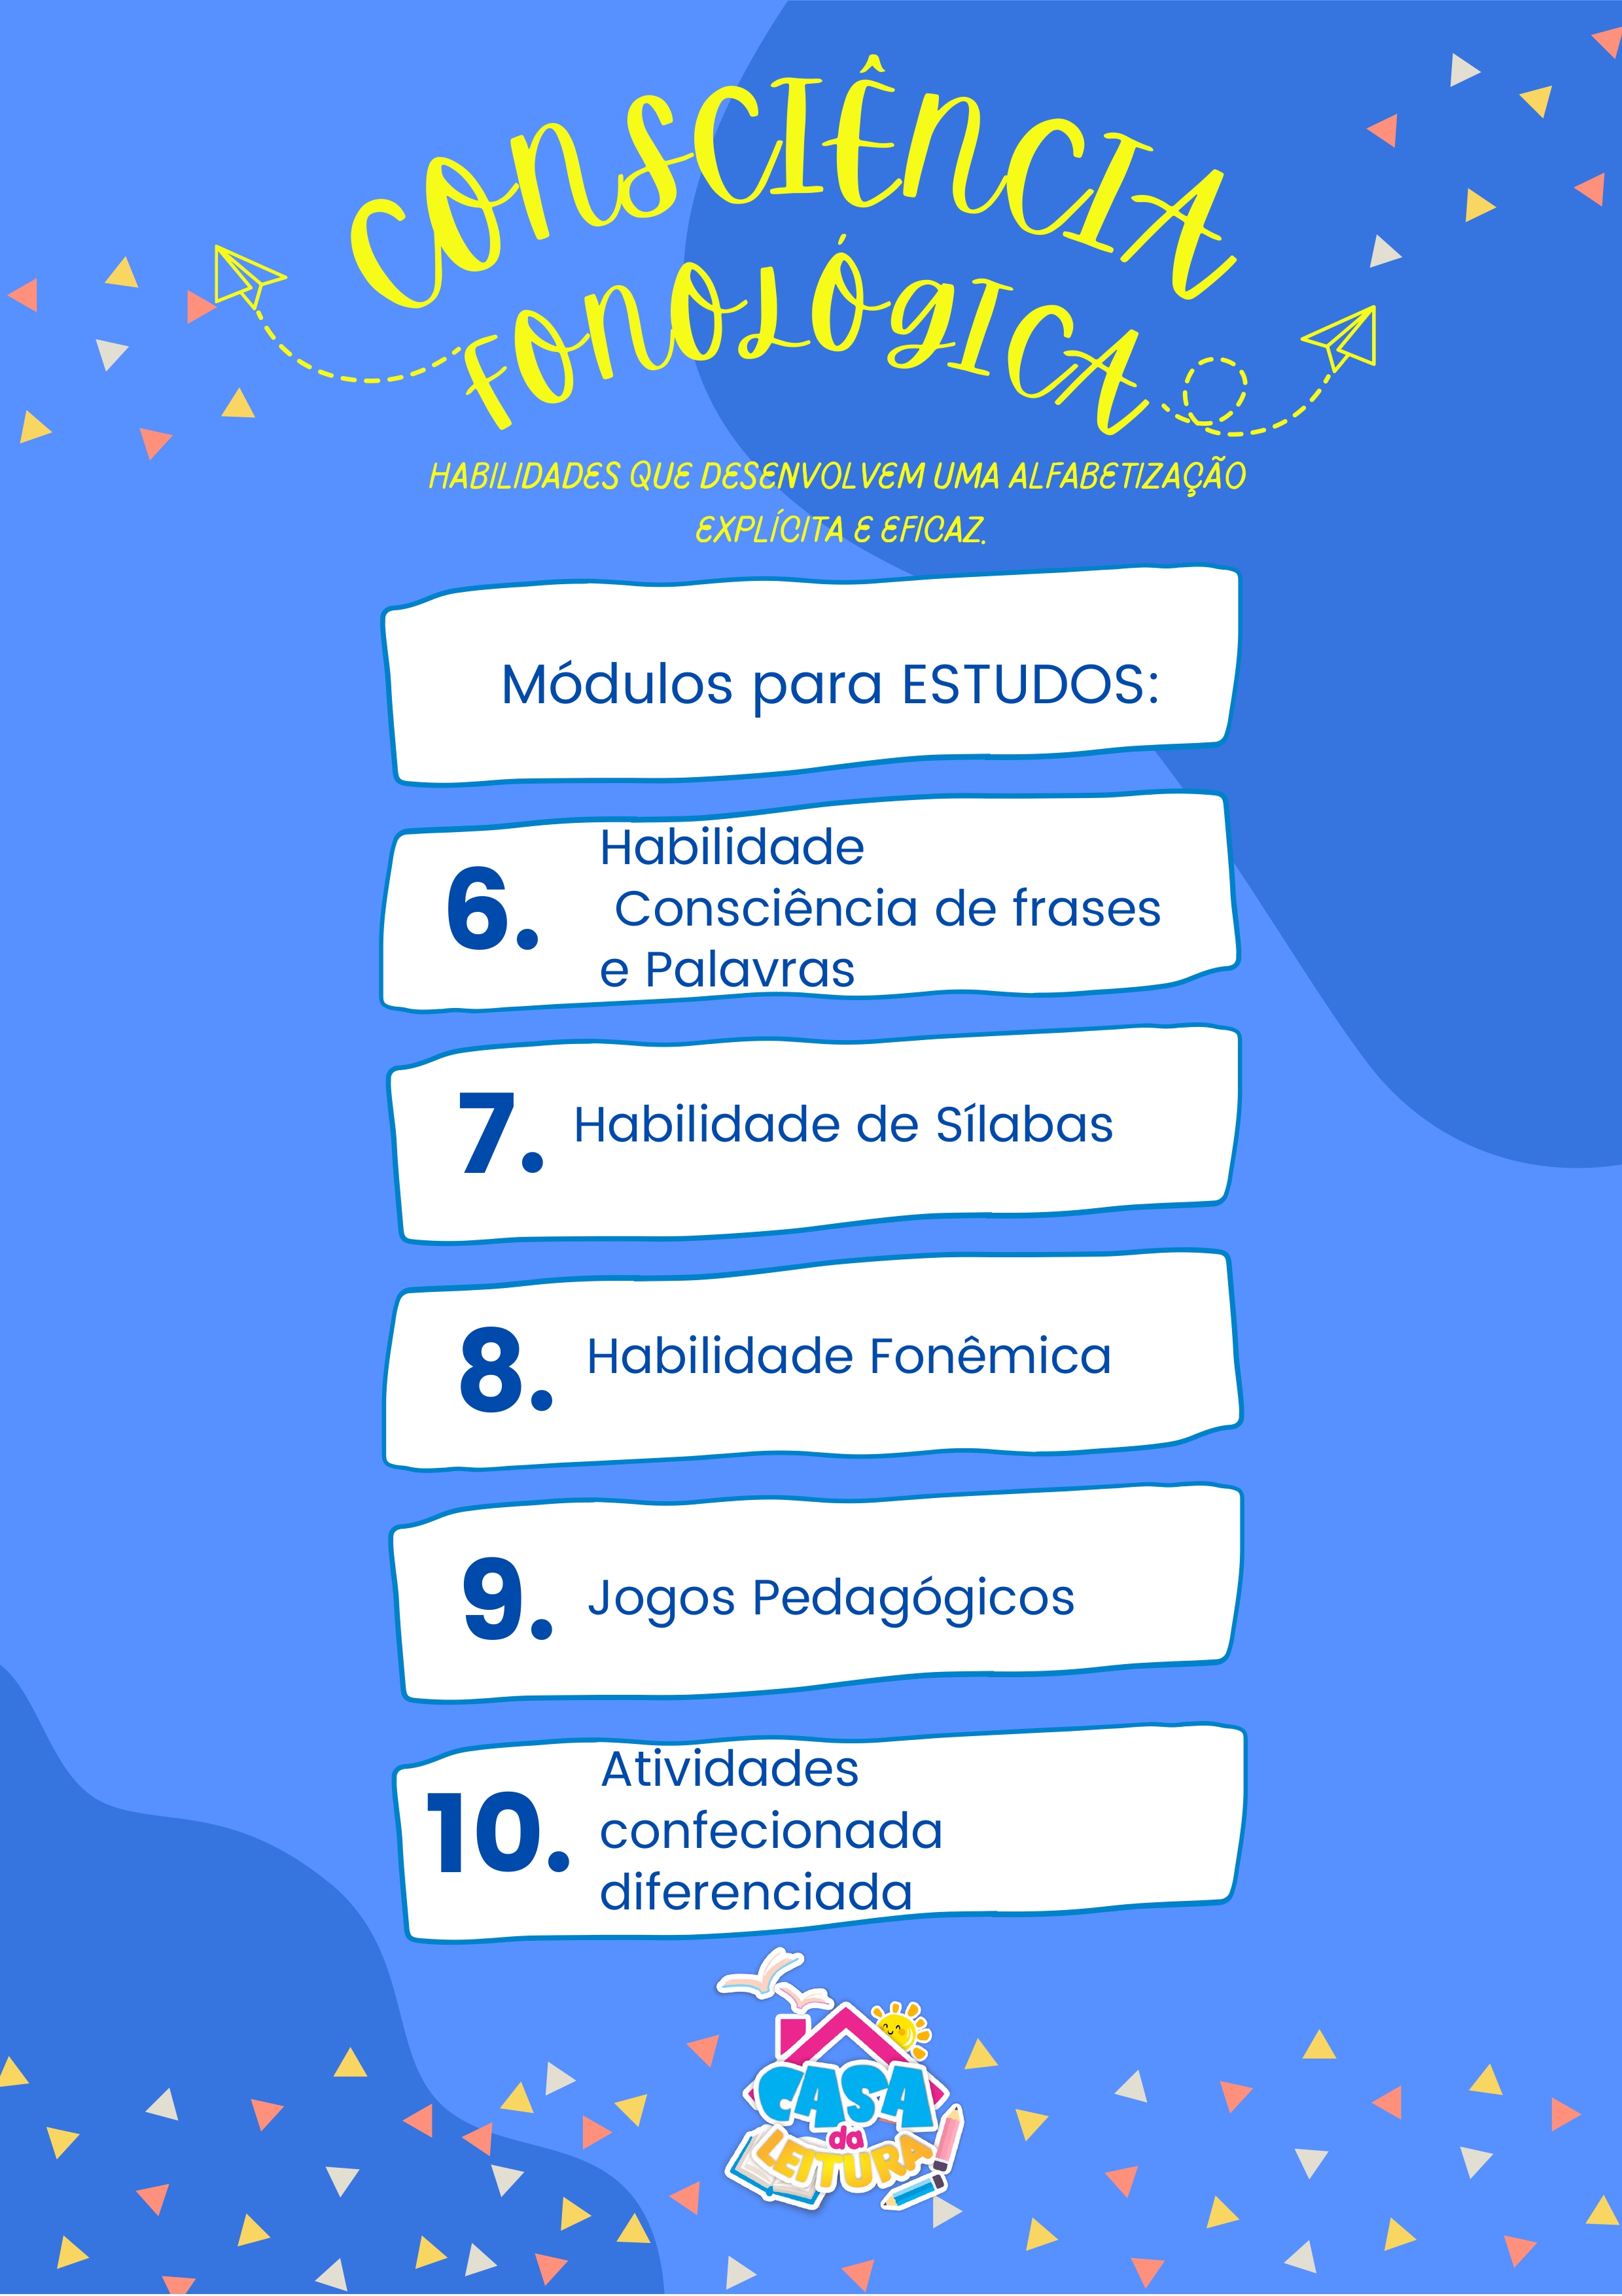 CONSCIÊNCIA
FONOLÓGICA
HABILIDADES QUE DESENVOLVEM UMA ALFABETIZAÇÃO
EXPLÍCITA E EFICAZ.
Módulos para ESTUDOS:
6. Habilidade
Consciência de frases
e Palavras
7. Habilidade de Sílabas
8. Habilidade Fonêmica
9. Jogos Pedagógicos
10. Atividades
confecionada
diferenciada
CASA
da
LEITURA